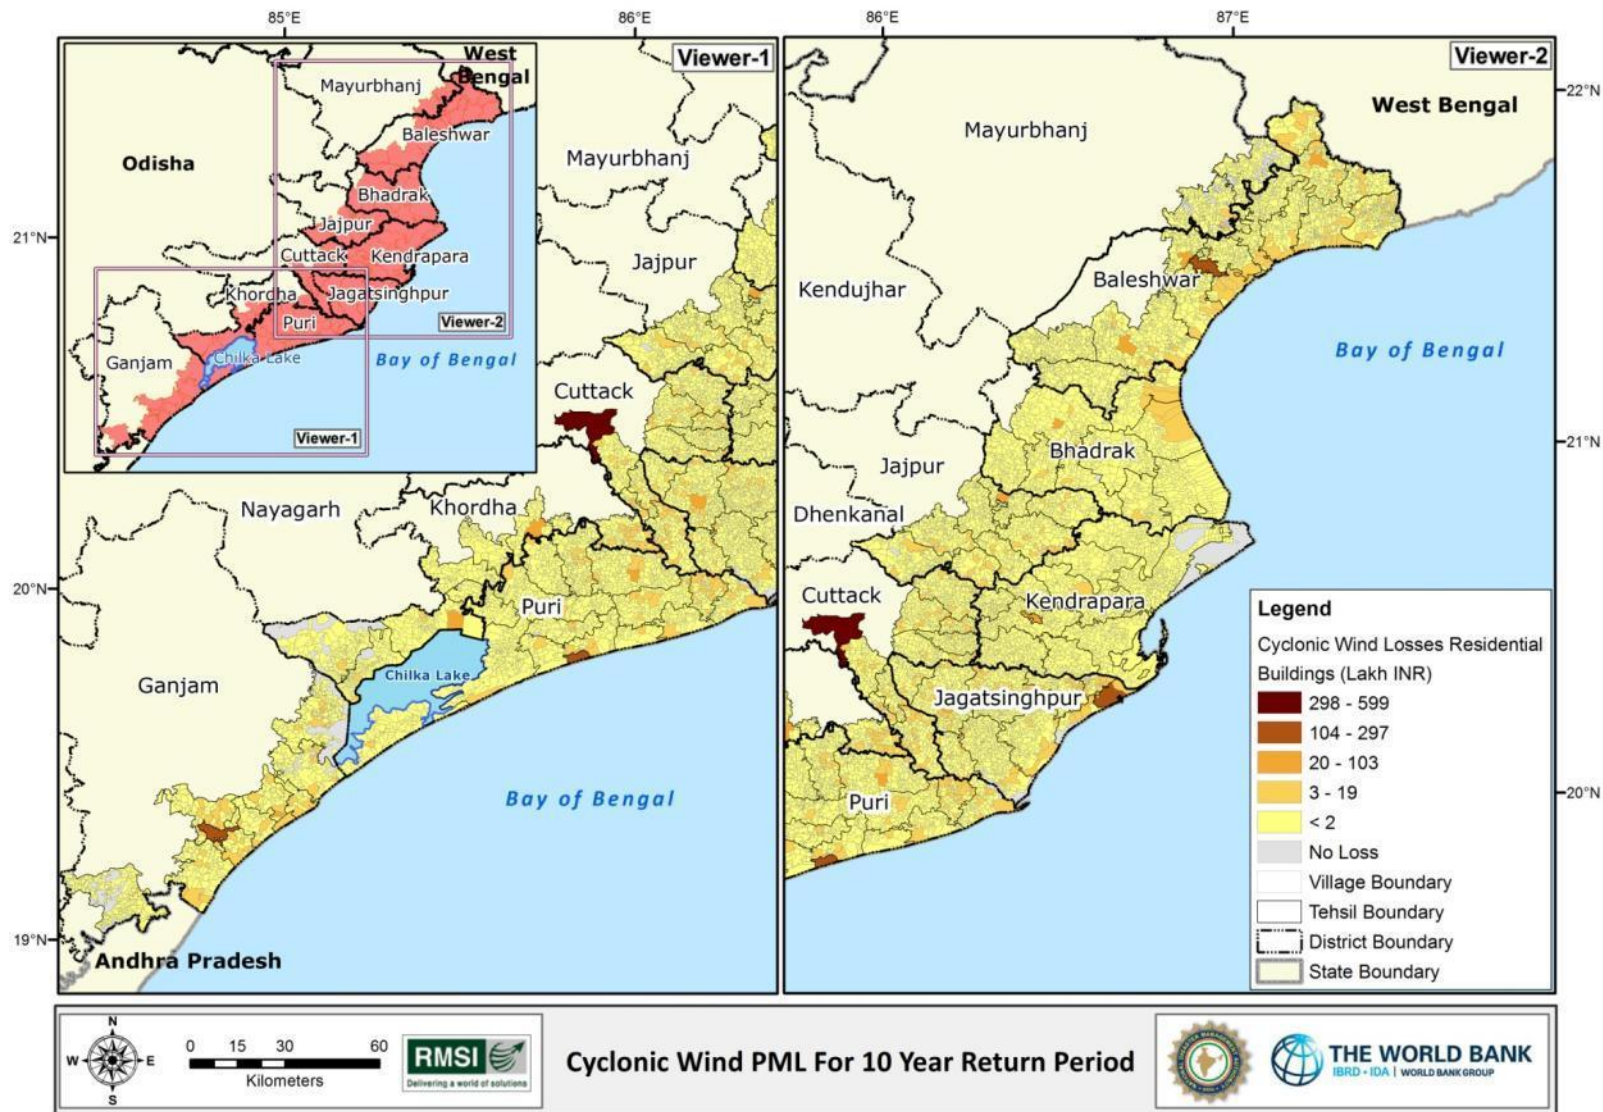 85°E
86°E
86°E
87°E
Viewer-1
Viewer-2
22°N
21°N
20°N
21°N
20°N
19°N
West
Bengal
Mayurbhanj
Baleshwar
Odisha
Bhadrak
Jajpur
Cuttack
Kendrapara
Khordha
Jagatsinghpur
Puri
Viewer-2
Ganjam
Chilka Lake
Bay of Bengal
Viewer-1
Mayurbhanj
Jajpur
Cuttack
Nayagarh
Khordha
Puri
Chilka Lake
Ganjam
Bay of Bengal
Andhra Pradesh
West Bengal
Mayurbhanj
Kendujhar
Baleshwar
Bay of Bengal
Bhadrak
Jajpur
Dhenkanal
Cuttack
Kendrapara
Jagatsinghpur
Puri
Legend
Cyclonic Wind Losses Residential
Buildings (Lakh INR)
298 - 599
104 - 297
20 - 103
3 - 19
< 2
No Loss
Village Boundary
Tehsil Boundary
District Boundary
State Boundary
N
W E
S
0 15 30 60
Kilometers
RMSI
Delivering a world of solutions
Cyclonic Wind PML For 10 Year Return Period
THE WORLD BANK
IBRD • IDA | WORLD BANK GROUP